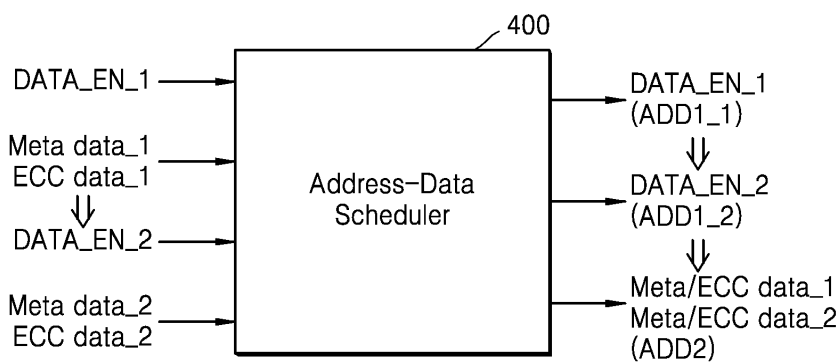 400
DATA_EN_1
Meta data_1
ECC data_1
DATA_EN_2
Meta data_2
ECC data_2
Address-Data
Scheduler
DATA_EN_1
(ADD1_1)
DATA_EN_2
(ADD1_2)
Meta/ECC data_1
Meta/ECC data_2
(ADD2)